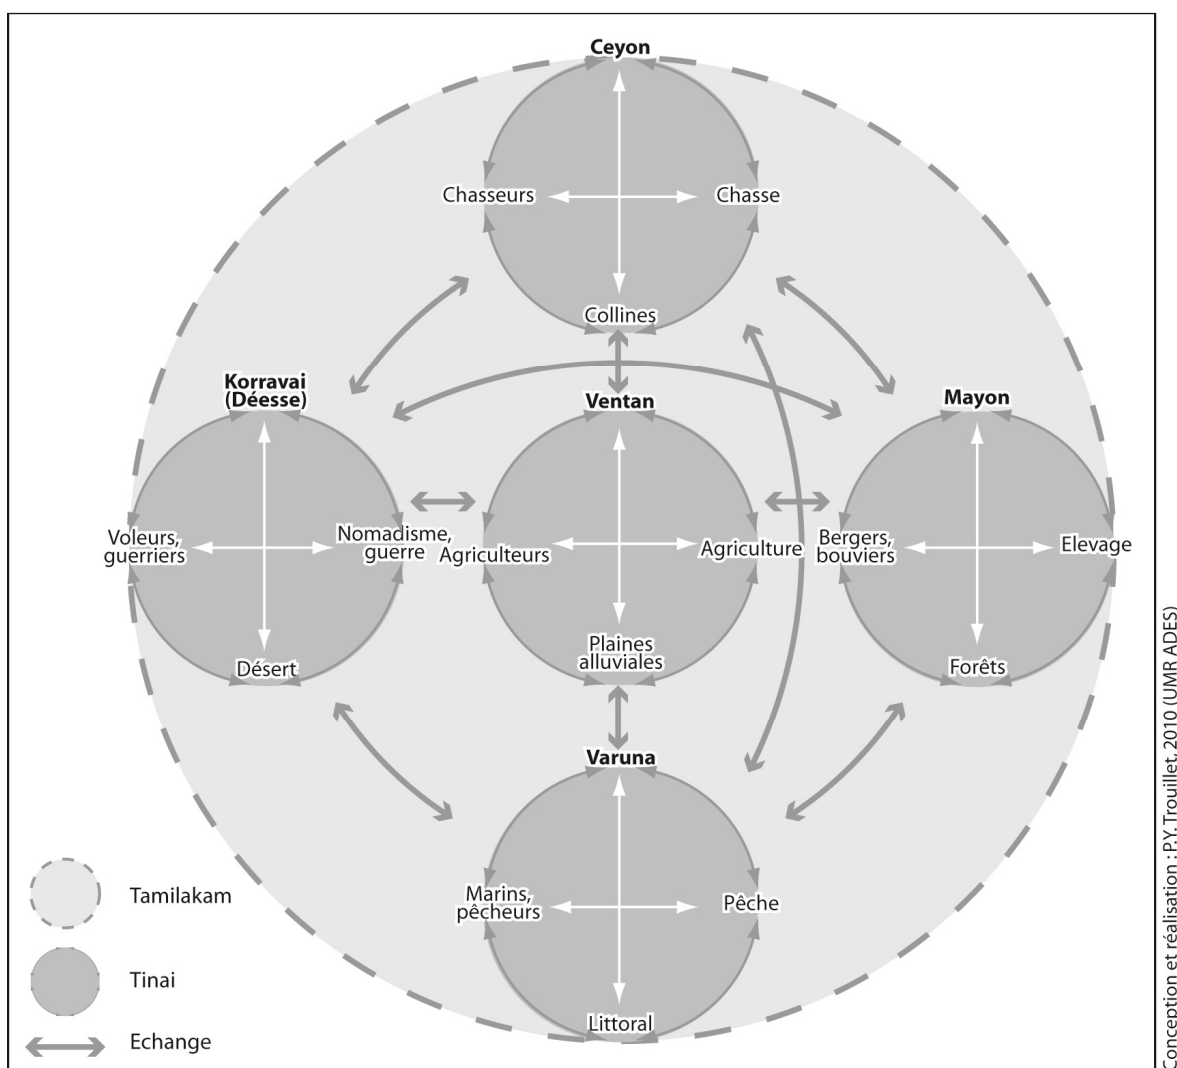 Ceyon
Chasseurs
Chasse
Collines
Korravai
(Déesse)
Ventan
Mayon
Voleurs,
guerriers
Nomadisme,
guerre
Agriculteurs
Agriculture
Bergers,
bouviers
Elevage
Désert
Plaines
alluviales
Forêts
Varuna
Marins,
pêcheurs
Pêche
Littoral
Tamilakam
Tinai
Echange
Conception et réalisation : P.Y. Trouillet, 2010 (UMR ADES)